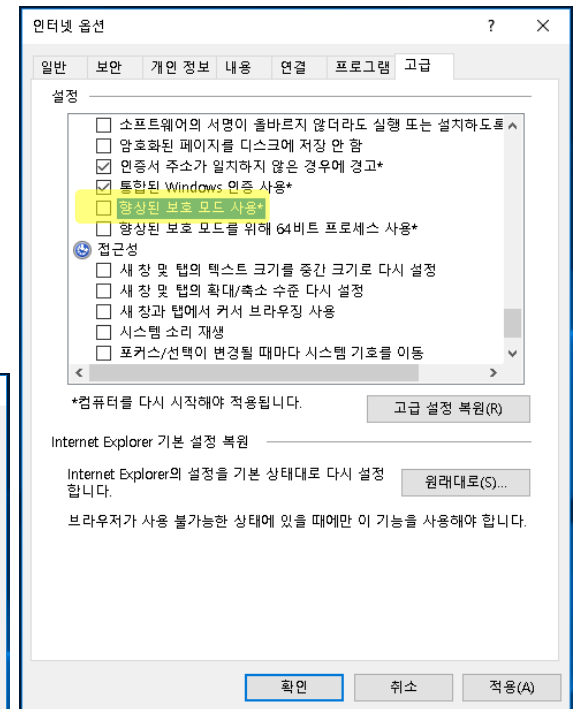 인터넷 옵션
일반 보안 개인 정보 내용 연결 프로그램 고급
설정
소프트웨어의 서명이 올바르지 않더라도 실행 또는 설치하도록
암호화된 페이지를 디스크에 저장 안 함
인증서 주소가 일치하지 않은 경우에 경고*
통합된 Windows 인증 사용*
향상된 보호 모드 사용*
향상된 보호 모드를 위해 64비트 프로세스 사용*
접근성
새 창 및 탭의 텍스트 크기를 중간 크기로 다시 설정
새 창 및 탭의 확대/축소 수준 다시 설정
새 창과 탭에서 커서 브라우징 사용
시스템 소리 재생
포커스/선택이 변경될 때마다 시스템 기호를 이동
*컴퓨터를 다시 시작해야 적용됩니다.
고급 설정 복원(R)
Internet Explorer 기본 설정 복원
Internet Explorer의 설정을 기본 상태대로 다시 설정
합니다.
원래대로(S)...
브라우저가 사용 불가능한 상태에 있을 때에만 이 기능을 사용해야 합니다.
확인 취소 적용(A)